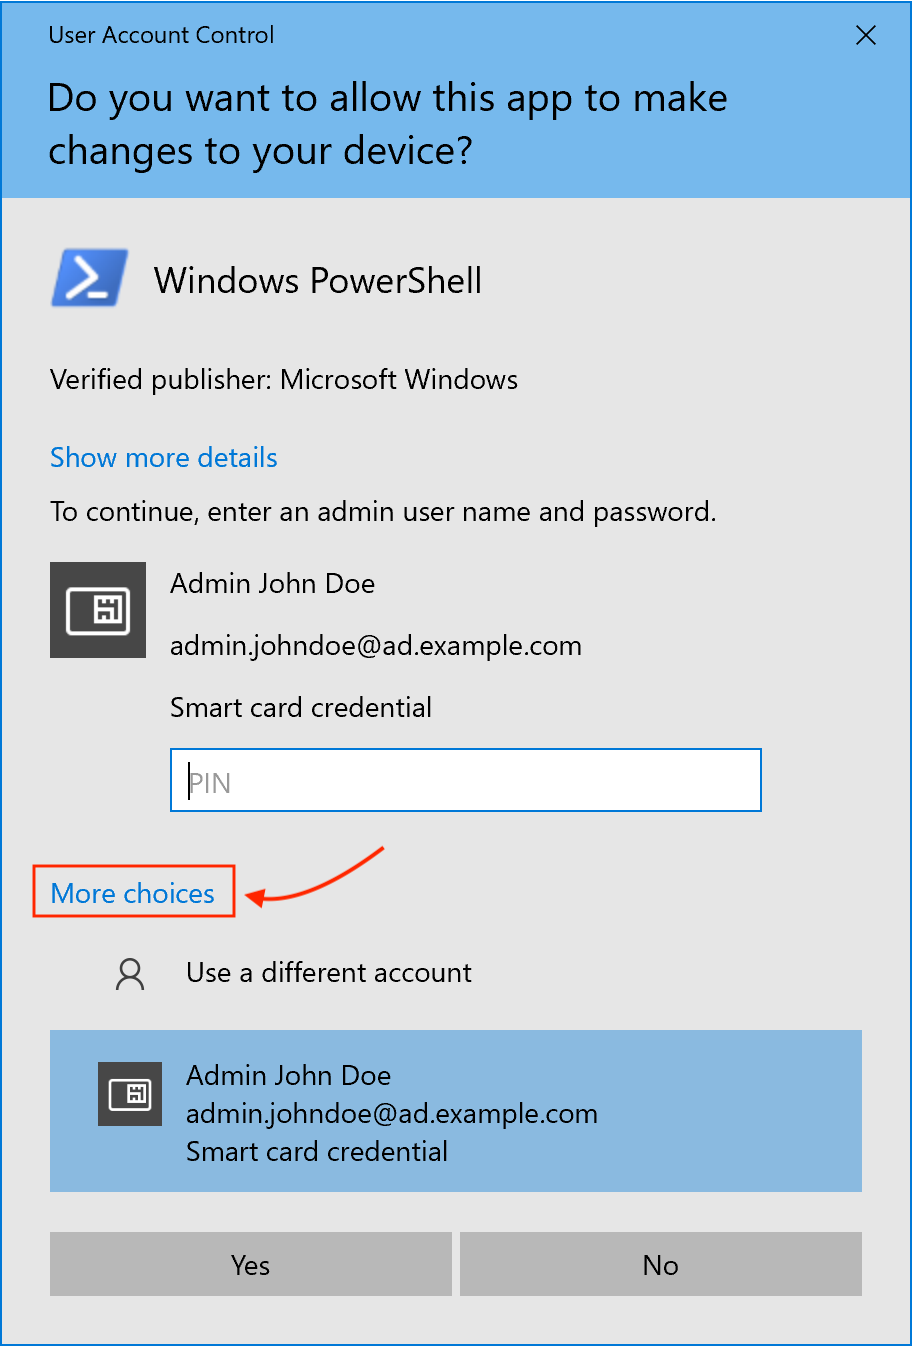 User Account Control
Do you want to allow this app to make
changes to your device?
Windows PowerShell
Verified publisher: Microsoft Windows
Show more details
To continue, enter an admin user name and password.
Admin John Doe
admin.johndoe@ad.example.com
Smart card credential
PIN
More choices
Use a different account
Admin John Doe
admin.johndoe@ad.example.com
Smart card credential
Yes
No